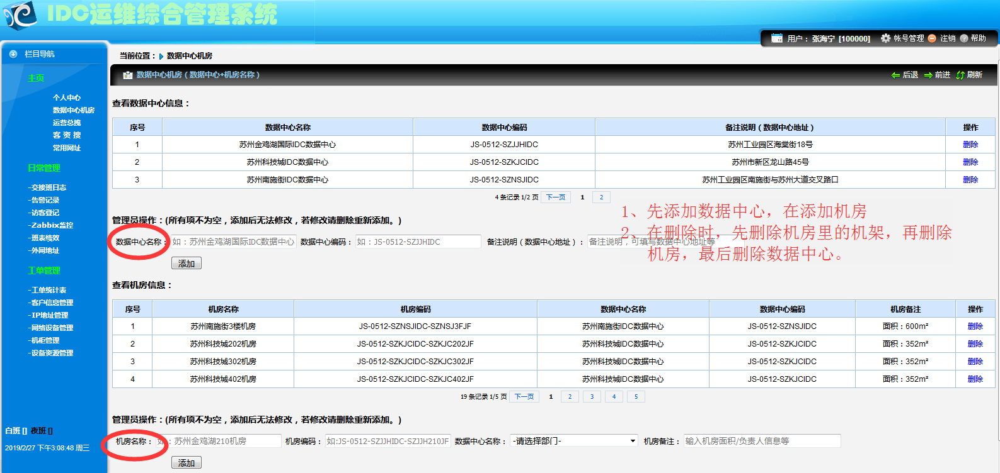 IDC运维综合管理系统
用户：张海宁 [100000] 帐号管理 注销 帮助
栏目导航
主页
个人中心
数据中心机房
运营总揽
客 资 搜
常用网址
日常管理
-交接班日志
-告警记录
-访客登记
-Zabbix监控
-班表绩效
-外网地址
工单管理
-工单统计表
-客户信息管理
-IP地址管理
-网络设备管理
-机柜管理
-设备资源管理
白班 [] 夜班 []
2019/2/27 下午3:08:48 周三
当前位置： 数据中心机房
数据中心机房（数据中心+机房名称） 后退 前进 刷新
查看数据中心信息：
序号 数据中心名称 数据中心编码 备注说明（数据中心地址） 操作
1 苏州金鸡湖国际IDC数据中心 JS-0512-SZJJHIDC 苏州工业园区海棠街18号 删除
2 苏州科技城IDC数据中心 JS-0512-SZKJCIDC 苏州市新区龙山路45号 删除
3 苏州南施街IDC数据中心 JS-0512-SZNSJIDC 苏州工业园区南施街与苏州大道交叉路口 删除
4 条记录 1/2 页 下一页 1 2
1、先添加数据中心，在添加机房
2、在删除时，先删除机房里的机架，再删除
机房，最后删除数据中心。
管理员操作：(所有项不为空，添加后无法修改，若修改请删除重新添加。)
数据中心名称： 如：苏州金鸡湖国际IDC数据中心 数据中心编码： 如：JS-0512-SZJJHIDC 备注说明（数据中心地址）： 备注说明，可填写数据中心地址等
添加
查看机房信息：
序号 机房名称 机房编码 数据中心名称 数据中心编码 机房备注 操作
1 苏州南施街3楼机房 JS-0512-SZNSJIDC-SZNSJ3FJF 苏州南施街IDC数据中心 JS-0512-SZNSJIDC 面积：600m² 删除
2 苏州科技城202机房 JS-0512-SZKJCIDC-SZKJC202JF 苏州科技城IDC数据中心 JS-0512-SZKJCIDC 面积：352m² 删除
3 苏州科技城302机房 JS-0512-SZKJCIDC-SZKJC302JF 苏州科技城IDC数据中心 JS-0512-SZKJCIDC 面积：352m² 删除
4 苏州科技城402机房 JS-0512-SZKJCIDC-SZKJC402JF 苏州科技城IDC数据中心 JS-0512-SZKJCIDC 面积：352m² 删除
19 条记录 1/5 页 下一页 1 2 3 4 5
管理员操作：(所有项不为空，添加后无法修改，若修改请删除重新添加。)
机房名称： 如：苏州金鸡湖210机房 机房编码： 如:JS-0512-SZJJHIDC-SZJJH210JF 数据中心名称： -请选择部门- 机房备注： 输入机房面积/负责人信息等
添加